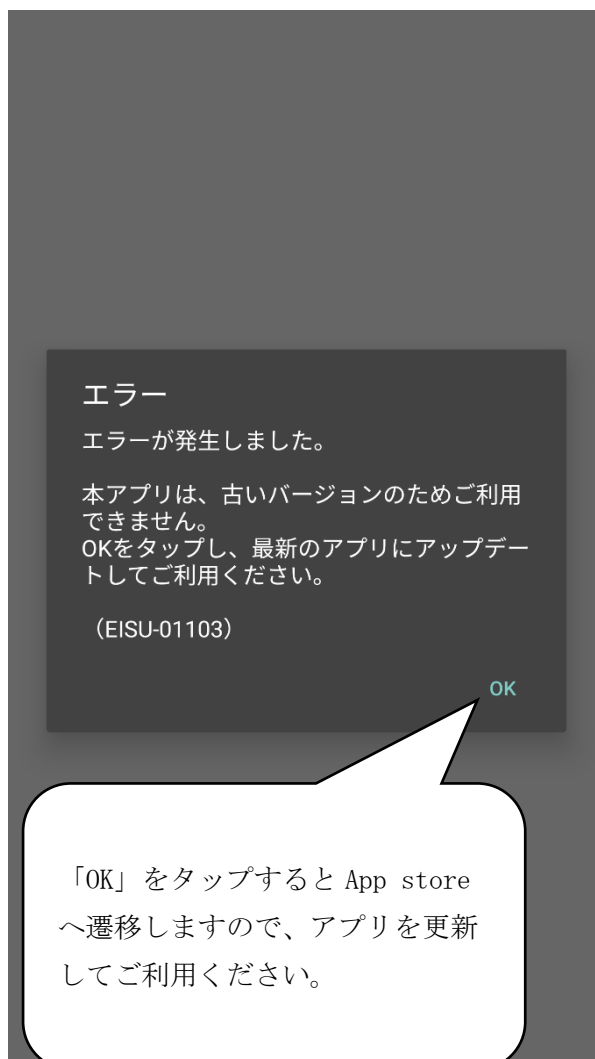 エラー
エラーが発生しました。
本アプリは、古いバージョンのためご利用
できません。
OKをタップし、最新のアプリにアップデー
トしてご利用ください。
（EISU-01103）
OK
「OK」をタップすると App store
へ遷移しますので、アプリを更新
してご利用ください。